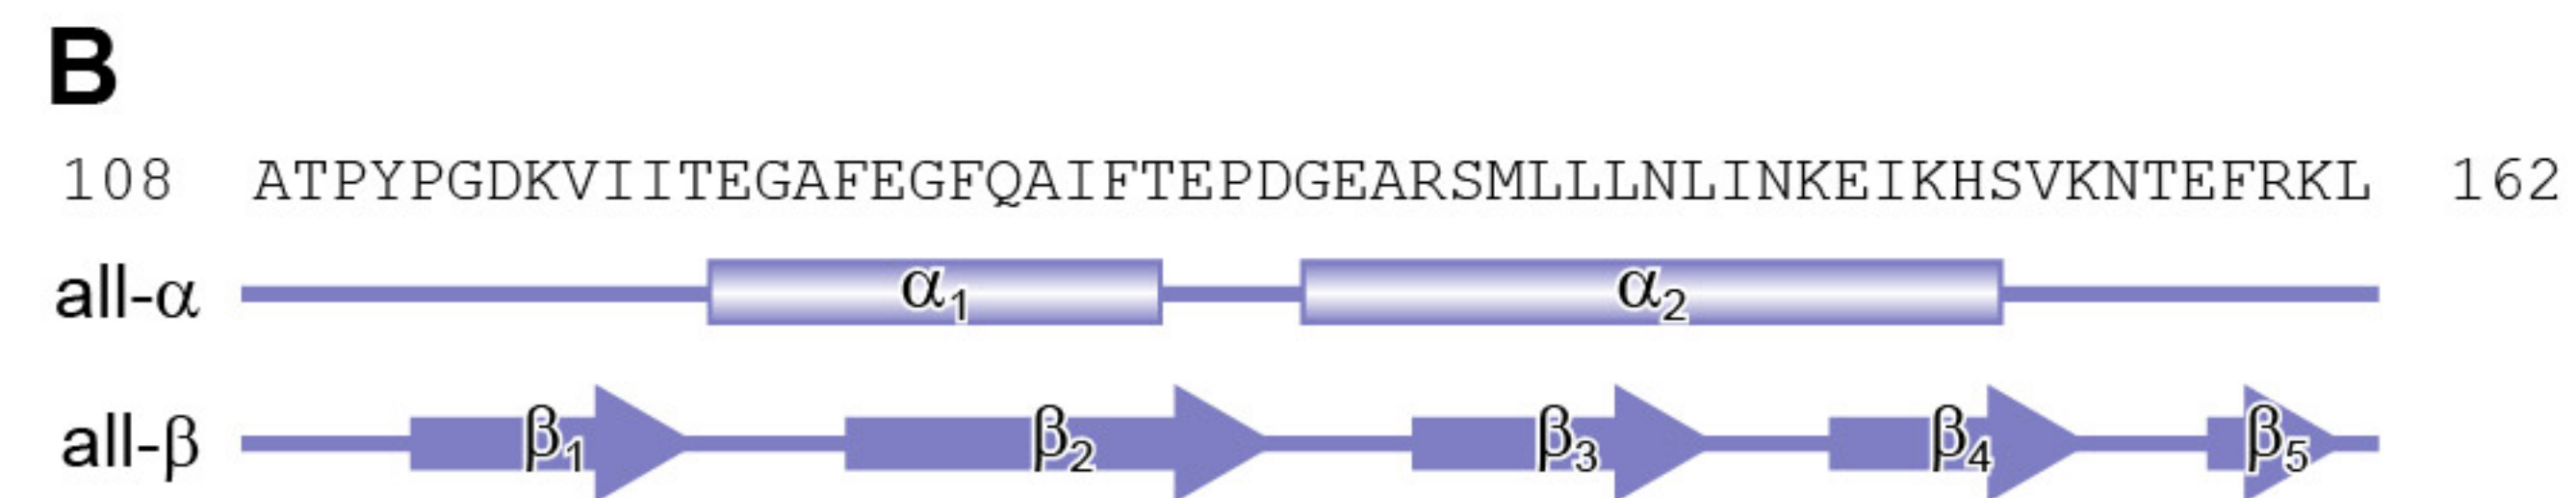 B
108 ATPYPGDKVIITEGAFEGFQAIFTEPDGEARSMLLLNLINKEIKHSVKNTEFRKL 162
all-α α1 α2
all-β β1 β2 β3 β4 β5